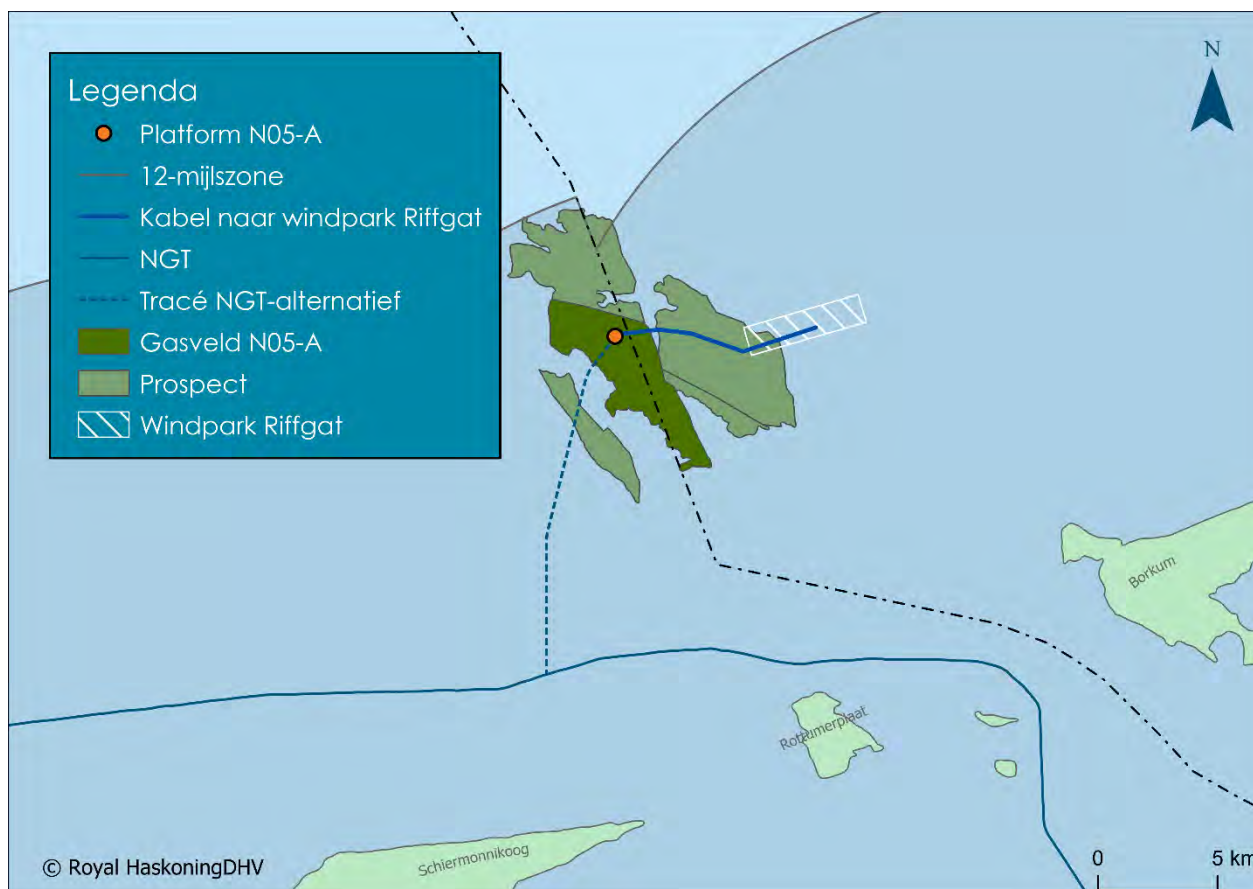 N
Legenda
Platform N05-A
12-mijlszone
Kabel naar windpark Riffgat
NGT
Tracé NGT-alternatief
Gasveld N05-A
Prospect
Windpark Riffgat
Borkum
Rottumerplaat
Schiermonnikoog
© Royal HaskoningDHV
0 5 km